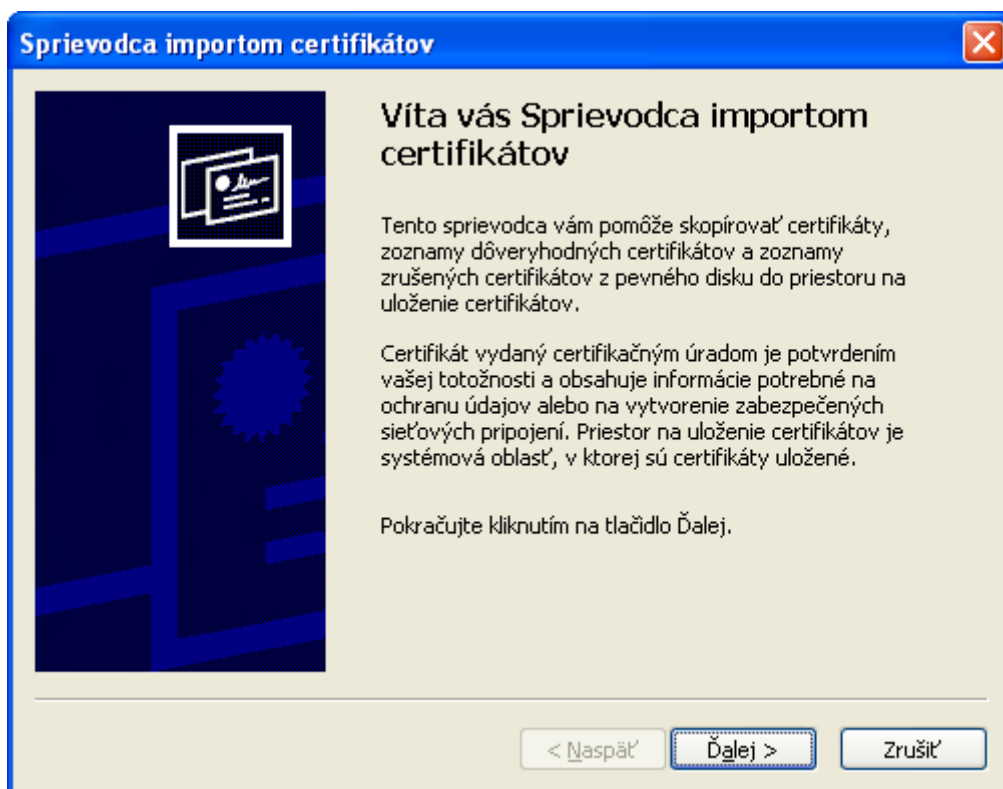 Sprievodca importom certifikátov
Víta vás Sprievodca importom
certifikátov
Tento sprievodca vám pomôže skopírovať certifikáty,
zoznamy dôveryhodných certifikátov a zoznamy
zrušených certifikátov z pevného disku do priestoru na
uloženie certifikátov.
Certifikát vydaný certifikačným úradom je potvrdením
vašej totožnosti a obsahuje informácie potrebné na
ochranu údajov alebo na vytvorenie zabezpečených
sieťových pripojení. Priestor na uloženie certifikátov je
systémová oblasť, v ktorej sú certifikáty uložené.
Pokračujte kliknutím na tlačidlo Ďalej.
< Naspäť Ďalej > Zrušiť